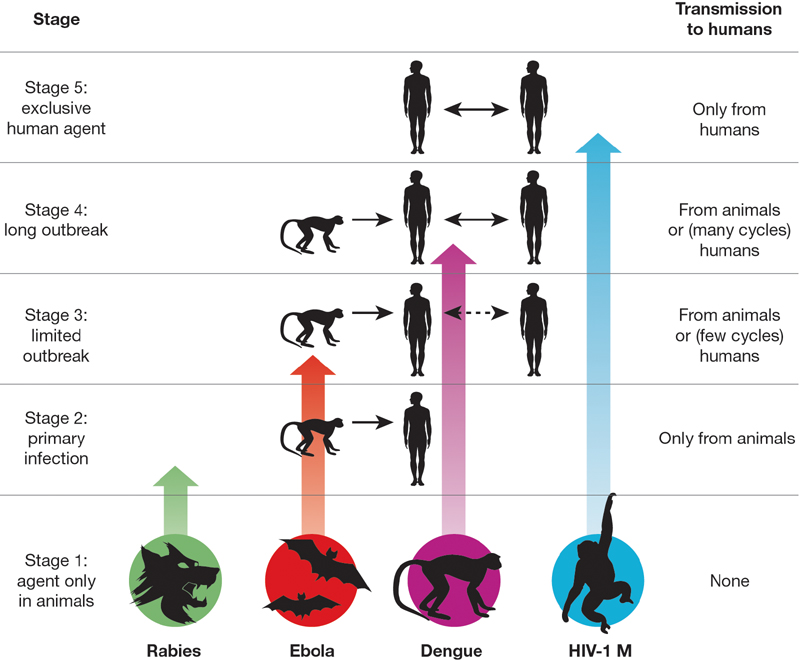 Stage
Transmission
to humans
Stage 5:
exclusive
human agent
Only from
humans
Stage 4:
long outbreak
From animals
or (many cycles)
humans
Stage 3:
limited
outbreak
From animals
or (few cycles)
humans
Stage 2:
primary
infection
Only from animals
Stage 1:
agent only
in animals
None
Rabies
Ebola
Dengue
HIV-1 M